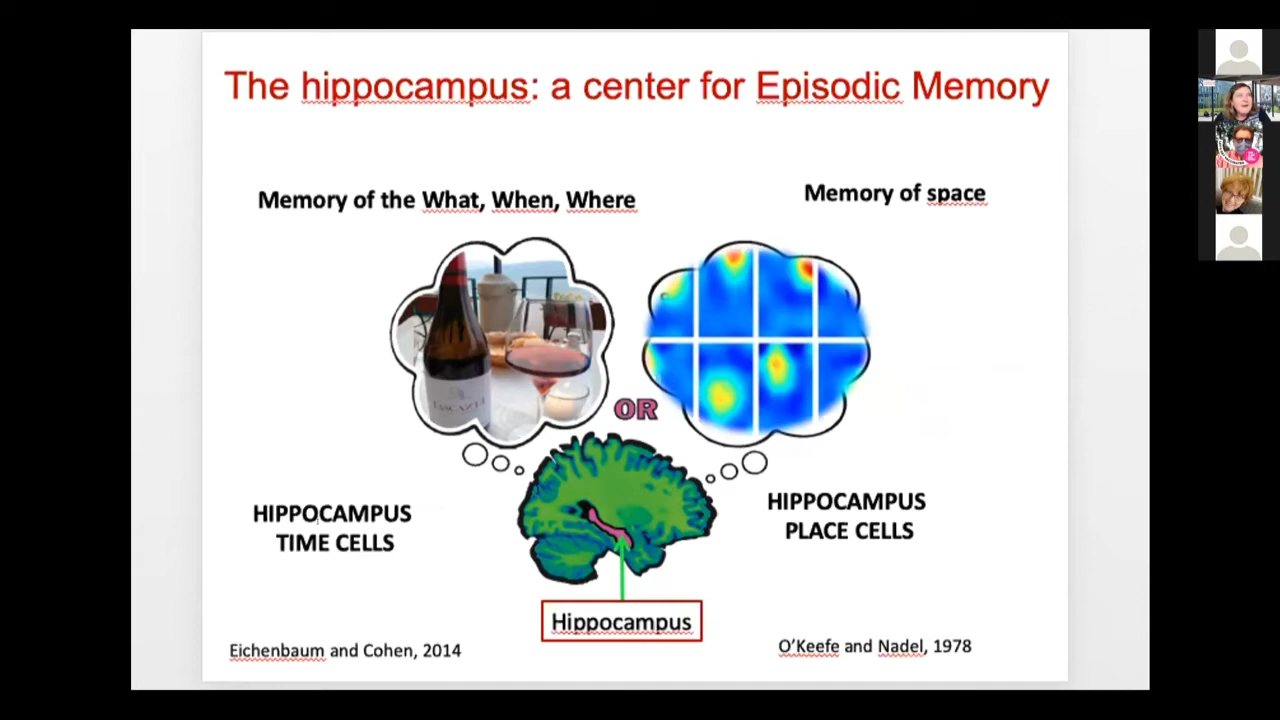 The hippocampus: a center for Episodic Memory
Memory of the What, When, Where
Memory of space
OR
HIPPOCAMPUS
TIME CELLS
HIPPOCAMPUS
PLACE CELLS
Hippocampus
Eichenbaum and Cohen, 2014
O'Keefe and Nadel, 1978